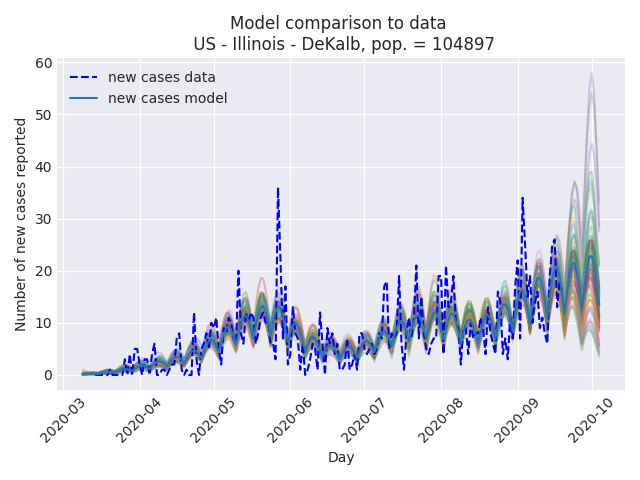 Model comparison to data
US - Illinois - DeKalb, pop. = 104897
new cases data
new cases model
Number of new cases reported
60
50
40
30
20
10
0
2020-03
2020-04
2020-05
2020-06
2020-07
2020-08
2020-09
2020-10
Day